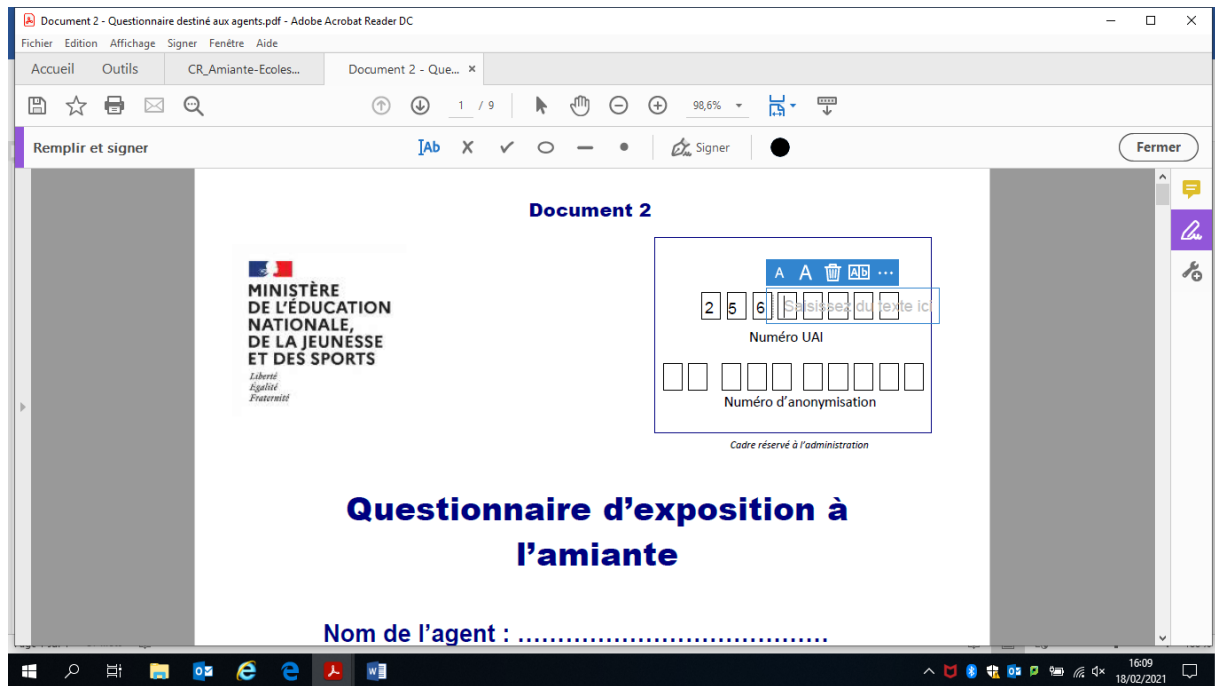 Document 2 - Questionnaire destiné aux agents.pdf - Adobe Acrobat Reader DC
Fichier Edition Affichage Signer Fenêtre Aide
Accueil Outils CR_Amiante-Ecoles... Document 2 - Que... ×
1 / 9 98,6%
Remplir et signer Ab Signer Fermer
Document 2
MINISTÈRE
DE L'ÉDUCATION
NATIONALE,
DE LA JEUNESSE
ET DES SPORTS
Liberté
Égalité
Fraternité
A A Ab ...
2 5 6 Saisissez du texte ici
Numéro UAI
Numéro d'anonymisation
Cadre réservé à l'administration
Questionnaire d'exposition à
l'amiante
Nom de l'agent : .......................................
16:09
18/02/2021